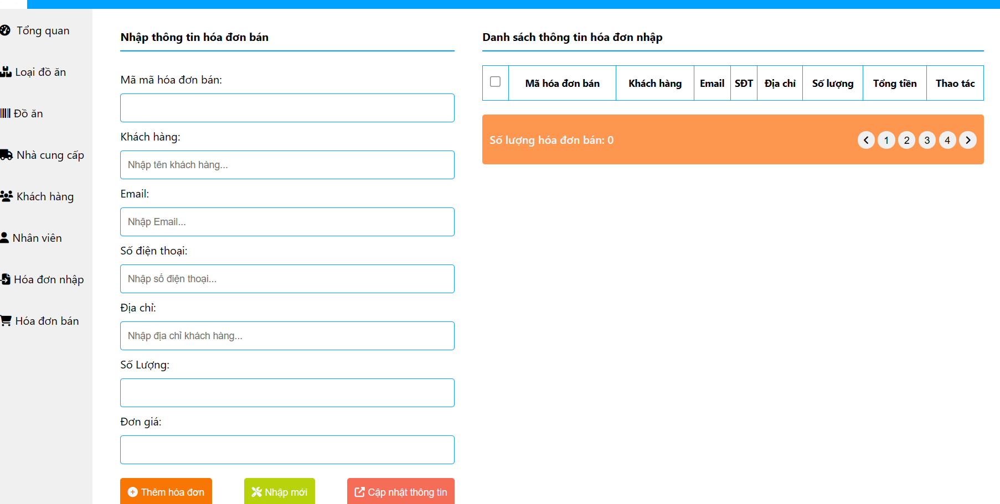 Tổng quan
Loại đồ ăn
Đồ ăn
Nhà cung cấp
Khách hàng
Nhân viên
Hóa đơn nhập
Hóa đơn bán
Nhập thông tin hóa đơn bán
Mã mã hóa đơn bán:
Khách hàng:
Nhập tên khách hàng...
Email:
Nhập Email...
Số điện thoại:
Nhập số điện thoại...
Địa chỉ:
Nhập địa chỉ khách hàng...
Số Lượng:
Đơn giá:
Thêm hóa đơn
Nhập mới
Cập nhật thông tin
Danh sách thông tin hóa đơn nhập
Mã hóa đơn bán Khách hàng Email SĐT Địa chỉ Số lượng Tổng tiền Thao tác
Số lượng hóa đơn bán: 0
1 2 3 4